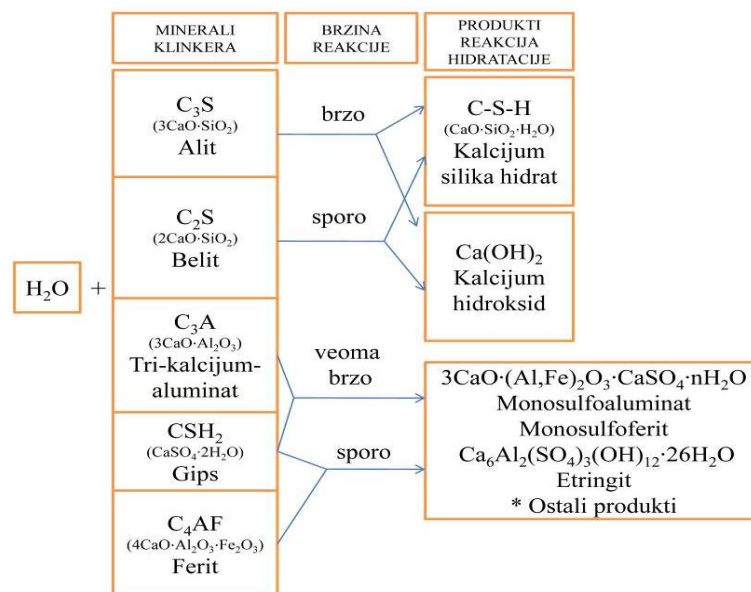 MINERALI
KLINKERA
BRZINA
REAKCIJE
PRODUKTI
REAKCIJA
HIDRATACIJE
H₂O +
C₃S
(3CaO·SiO₂)
Alit
C₂S
(2CaO·SiO₂)
Belit
C₃A
(3CaO·Al₂O₃)
Tri-kalcijum-
aluminat
CSH₂
(CaSO₄·2H₂O)
Gips
C₄AF
(4CaO·Al₂O₃·Fe₂O₃)
Ferit
brzo
sporo
veoma
brzo
sporo
C-S-H
(CaO·SiO₂·H₂O)
Kalcijum
silika hidrat
Ca(OH)₂
Kalcijum
hidroksid
3CaO·(Al,Fe)₂O₃·CaSO₄·nH₂O
Monosulfoaluminat
Monosulfoferit
Ca₆Al₂(SO₄)₃(OH)₁₂·26H₂O
Etringit
* Ostali produkti